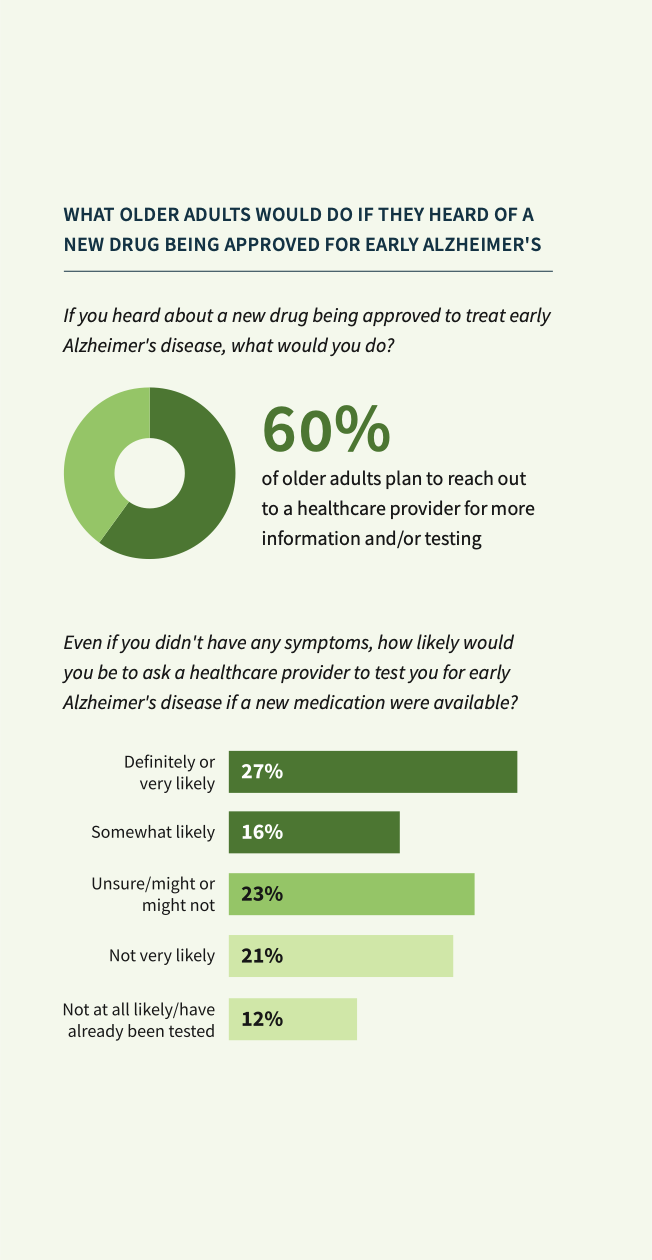 WHAT OLDER ADULTS WOULD DO IF THEY HEARD OF A
NEW DRUG BEING APPROVED FOR EARLY ALZHEIMER'S
If you heard about a new drug being approved to treat early
Alzheimer's disease, what would you do?
60%
of older adults plan to reach out
to a healthcare provider for more
information and/or testing
Even if you didn't have any symptoms, how likely would
you be to ask a healthcare provider to test you for early
Alzheimer's disease if a new medication were available?
Definitely or
very likely
27%
Somewhat likely
16%
Unsure/might or
might not
23%
Not very likely
21%
Not at all likely/have
already been tested
12%